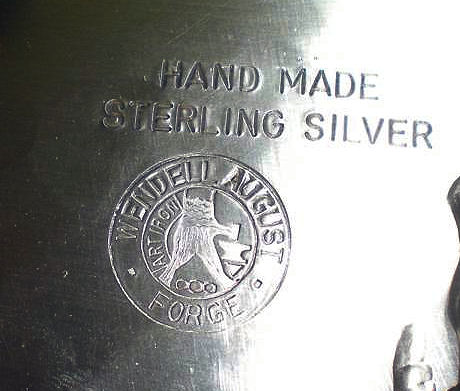 HAND MADE
STERLING SILVER
WENDELL AUGUST
ART IRON
FORGE